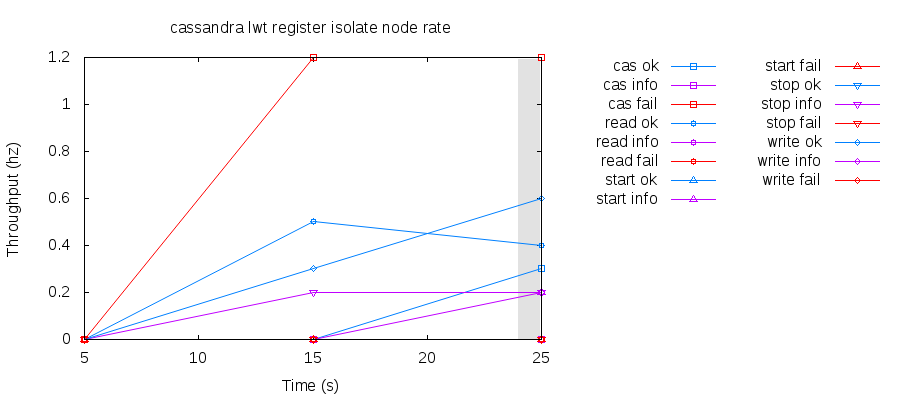 cassandra lwt register isolate node rate
1.2
1
0.8
0.6
0.4
0.2
0
Throughput (hz)
5
10
15
20
25
Time (s)
cas ok
cas info
cas fail
read ok
read info
read fail
start ok
start info
start fail
stop ok
stop info
stop fail
write ok
write info
write fail